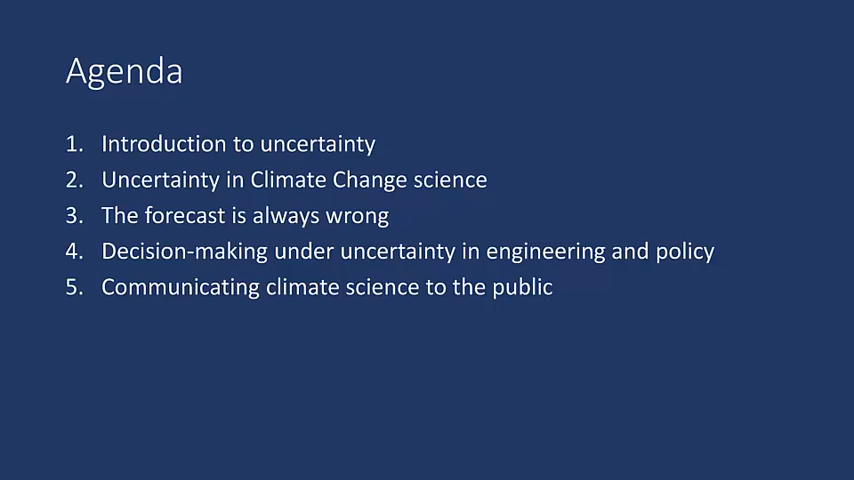 Agenda
1. Introduction to uncertainty
2. Uncertainty in Climate Change science
3. The forecast is always wrong
4. Decision-making under uncertainty in engineering and policy
5. Communicating climate science to the public